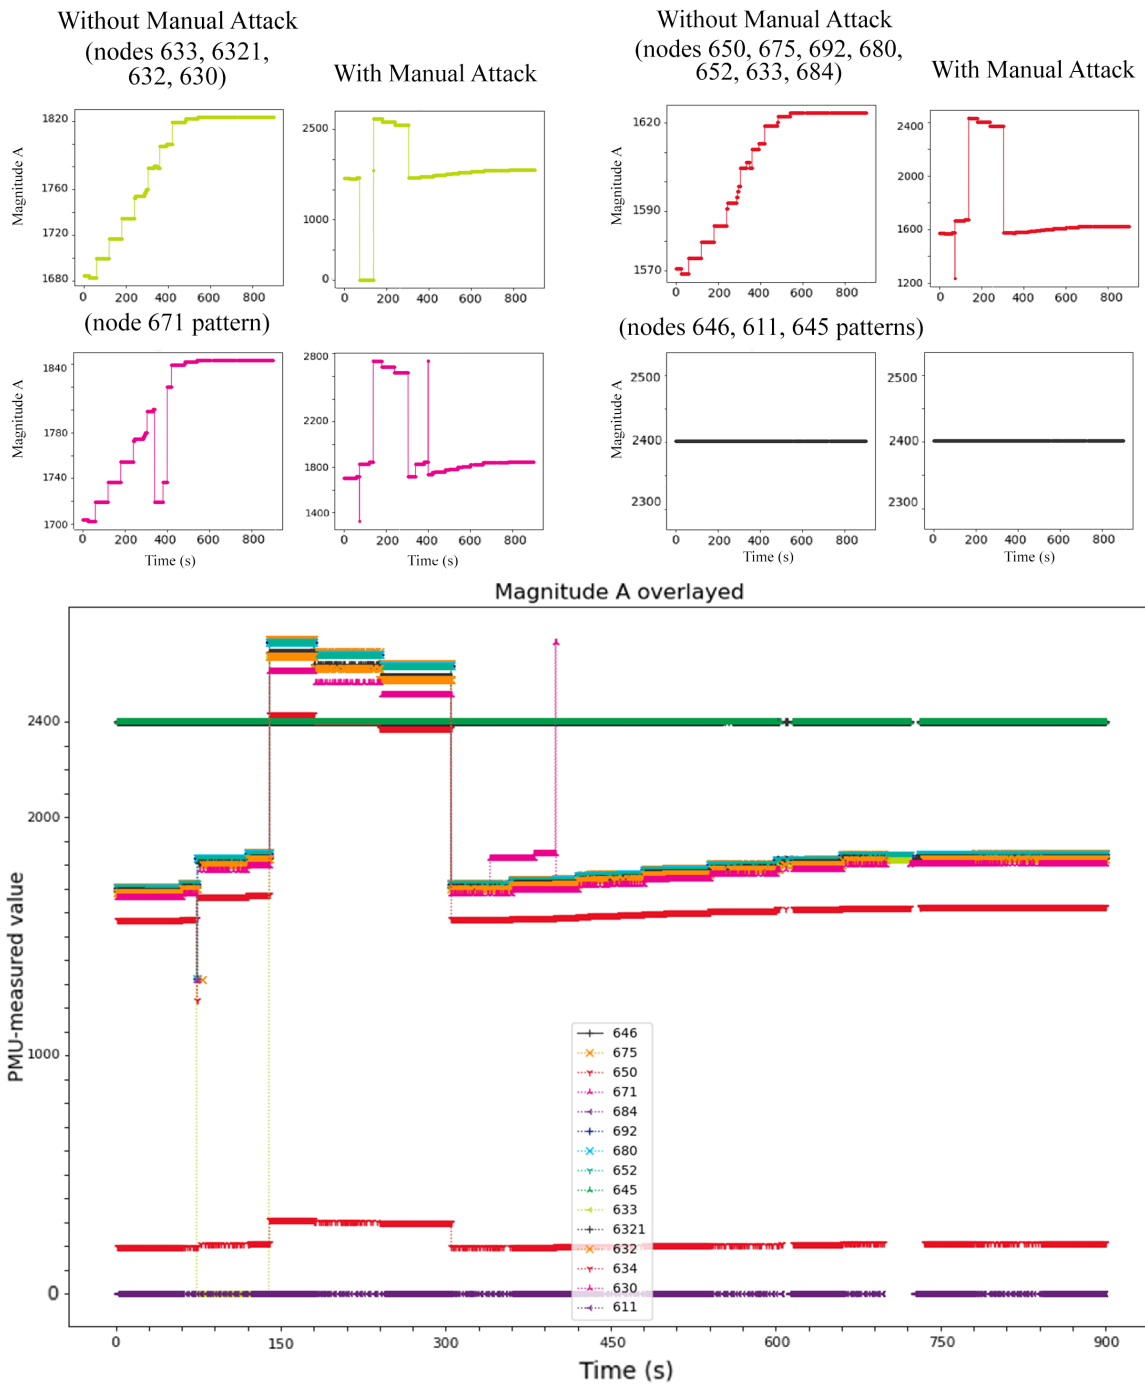 Without Manual Attack
(nodes 633, 6321,
632, 630)
With Manual Attack
Without Manual Attack
(nodes 650, 675, 692, 680,
652, 633, 684)
With Manual Attack
Magnitude A
1820
1760
1720
1680
0 200 400 600 800
2500
1000
0
0 200 400 600 800
Magnitude A
1620
1590
1570
0 200 400 600 800
2400
2000
1600
1200
0 200 400 600 800
(node 671 pattern)
(nodes 646, 611, 645 patterns)
Magnitude A
1840
1780
1740
1700
0 200 400 600 800
Time (s)
2800
2200
1800
1400
0 200 400 600 800
Time (s)
Magnitude A
2500
2400
2300
0 200 400 600 800
Time (s)
2500
2400
2300
0 200 400 600 800
Time (s)
Magnitude A overlayed
PMU-measured value
2400
2000
1000
0
646
675
650
671
684
692
680
652
645
633
6321
632
634
630
611
0 150 300 450 600 750 900
Time (s)